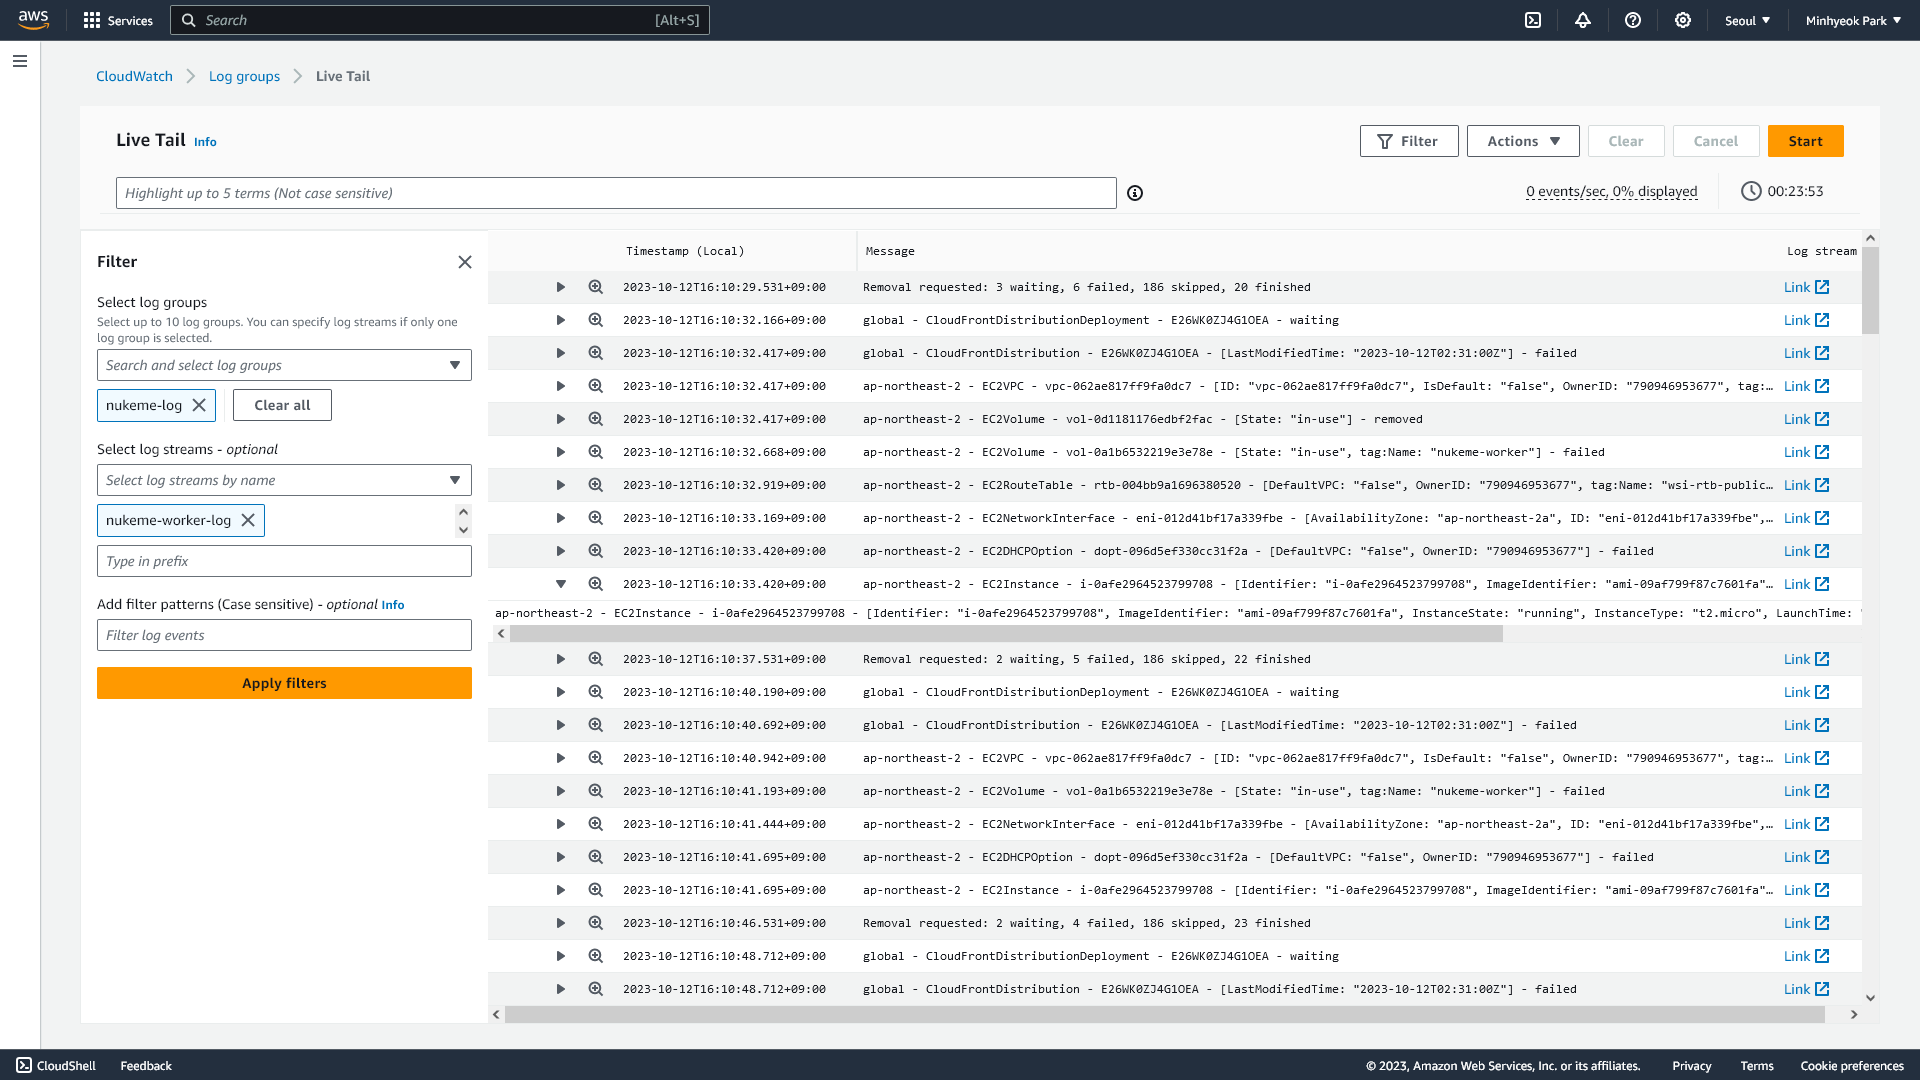 aws Services Search [Alt+S] Seoul ▼ Minhyeok Park ▼
CloudWatch > Log groups > Live Tail
Live Tail Info
Filter Actions ▼ Clear Cancel Start
Highlight up to 5 terms (Not case sensitive)
0 events/sec, 0% displayed 00:23:53
Filter
Select log groups
Select up to 10 log groups. You can specify log streams if only one
log group is selected.
Search and select log groups
nukeme-log Clear all
Select log streams - optional
Select log streams by name
nukeme-worker-log
Type in prefix
Add filter patterns (Case sensitive) - optional Info
Filter log events
Apply filters
Timestamp (Local) Message Log stream
2023-10-12T16:10:29.531+09:00 Removal requested: 3 waiting, 6 failed, 186 skipped, 20 finished Link
2023-10-12T16:10:32.166+09:00 global - CloudFrontDistributionDeployment - E26WK0ZJ4G1OEA - waiting Link
2023-10-12T16:10:32.417+09:00 global - CloudFrontDistribution - E26WK0ZJ4G1OEA - [LastModifiedTime: "2023-10-12T02:31:00Z"] - failed Link
2023-10-12T16:10:32.417+09:00 ap-northeast-2 - EC2VPC - vpc-062ae817ff9fa0dc7 - [ID: "vpc-062ae817ff9fa0dc7", IsDefault: "false", OwnerID: "790946953677", tag:… Link
2023-10-12T16:10:32.417+09:00 ap-northeast-2 - EC2Volume - vol-0d1181176edbf2fac - [State: "in-use"] - removed Link
2023-10-12T16:10:32.668+09:00 ap-northeast-2 - EC2Volume - vol-0a1b6532219e3e78e - [State: "in-use", tag:Name: "nukeme-worker"] - failed Link
2023-10-12T16:10:32.919+09:00 ap-northeast-2 - EC2RouteTable - rtb-004bb9a1696380520 - [DefaultVPC: "false", OwnerID: "790946953677", tag:Name: "wsi-rtb-public… Link
2023-10-12T16:10:33.169+09:00 ap-northeast-2 - EC2NetworkInterface - eni-012d41bf17a339fbe - [AvailabilityZone: "ap-northeast-2a", ID: "eni-012d41bf17a339fbe",… Link
2023-10-12T16:10:33.420+09:00 ap-northeast-2 - EC2DHCPOption - dopt-096d5ef330cc31f2a - [DefaultVPC: "false", OwnerID: "790946953677"] - failed Link
2023-10-12T16:10:33.420+09:00 ap-northeast-2 - EC2Instance - i-0afe2964523799708 - [Identifier: "i-0afe2964523799708", ImageIdentifier: "ami-09af799f87c7601fa"… Link
ap-northeast-2 - EC2Instance - i-0afe2964523799708 - [Identifier: "i-0afe2964523799708", ImageIdentifier: "ami-09af799f87c7601fa", InstanceState: "running", InstanceType: "t2.micro", LaunchTime: "
2023-10-12T16:10:37.531+09:00 Removal requested: 2 waiting, 5 failed, 186 skipped, 22 finished Link
2023-10-12T16:10:40.190+09:00 global - CloudFrontDistributionDeployment - E26WK0ZJ4G1OEA - waiting Link
2023-10-12T16:10:40.692+09:00 global - CloudFrontDistribution - E26WK0ZJ4G1OEA - [LastModifiedTime: "2023-10-12T02:31:00Z"] - failed Link
2023-10-12T16:10:40.942+09:00 ap-northeast-2 - EC2VPC - vpc-062ae817ff9fa0dc7 - [ID: "vpc-062ae817ff9fa0dc7", IsDefault: "false", OwnerID: "790946953677", tag:… Link
2023-10-12T16:10:41.193+09:00 ap-northeast-2 - EC2Volume - vol-0a1b6532219e3e78e - [State: "in-use", tag:Name: "nukeme-worker"] - failed Link
2023-10-12T16:10:41.444+09:00 ap-northeast-2 - EC2NetworkInterface - eni-012d41bf17a339fbe - [AvailabilityZone: "ap-northeast-2a", ID: "eni-012d41bf17a339fbe",… Link
2023-10-12T16:10:41.695+09:00 ap-northeast-2 - EC2DHCPOption - dopt-096d5ef330cc31f2a - [DefaultVPC: "false", OwnerID: "790946953677"] - failed Link
2023-10-12T16:10:41.695+09:00 ap-northeast-2 - EC2Instance - i-0afe2964523799708 - [Identifier: "i-0afe2964523799708", ImageIdentifier: "ami-09af799f87c7601fa"… Link
2023-10-12T16:10:46.531+09:00 Removal requested: 2 waiting, 4 failed, 186 skipped, 23 finished Link
2023-10-12T16:10:48.712+09:00 global - CloudFrontDistributionDeployment - E26WK0ZJ4G1OEA - waiting Link
2023-10-12T16:10:48.712+09:00 global - CloudFrontDistribution - E26WK0ZJ4G1OEA - [LastModifiedTime: "2023-10-12T02:31:00Z"] - failed Link
CloudShell Feedback © 2023, Amazon Web Services, Inc. or its affiliates. Privacy Terms Cookie preferences